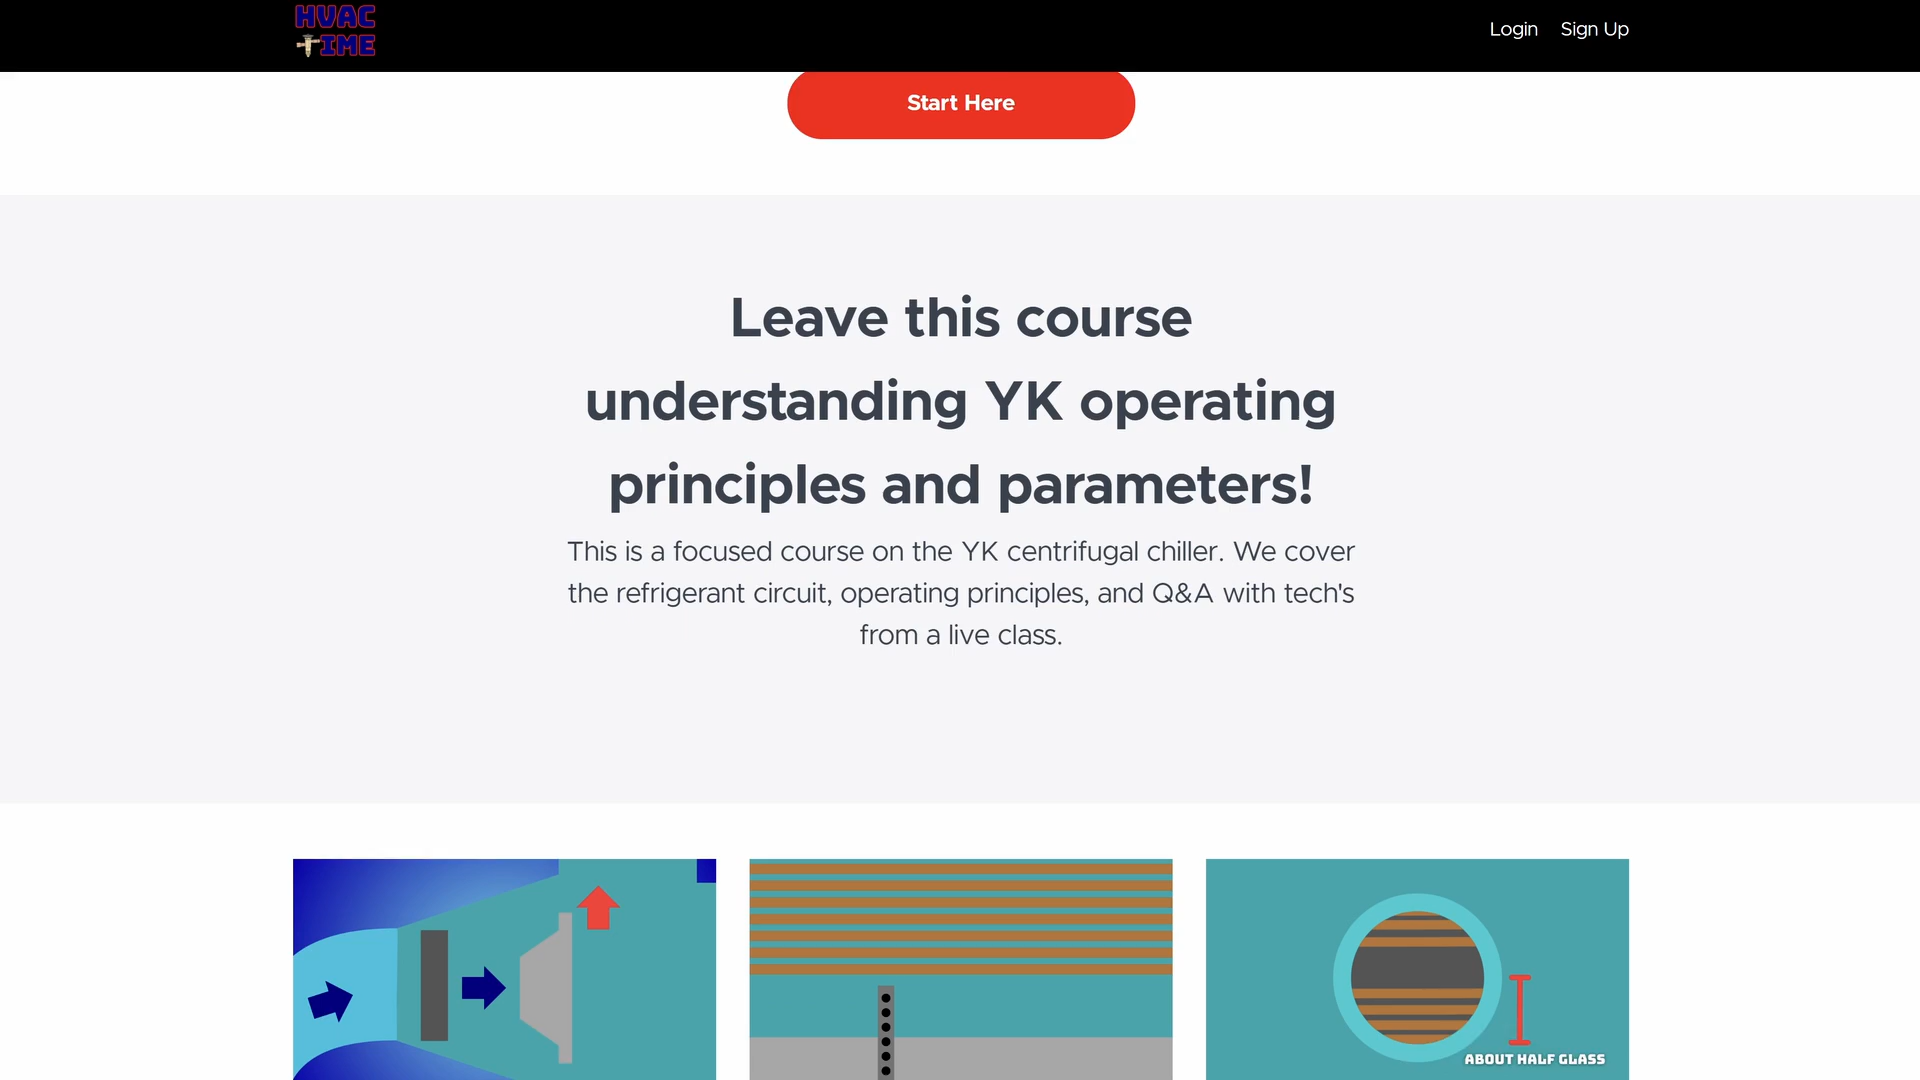 HVAC
TIME
Login
Sign Up
Start Here
Leave this course
understanding YK operating
principles and parameters!
This is a focused course on the YK centrifugal chiller. We cover
the refrigerant circuit, operating principles, and Q&A with tech's
from a live class.
ABOUT HALF GLASS